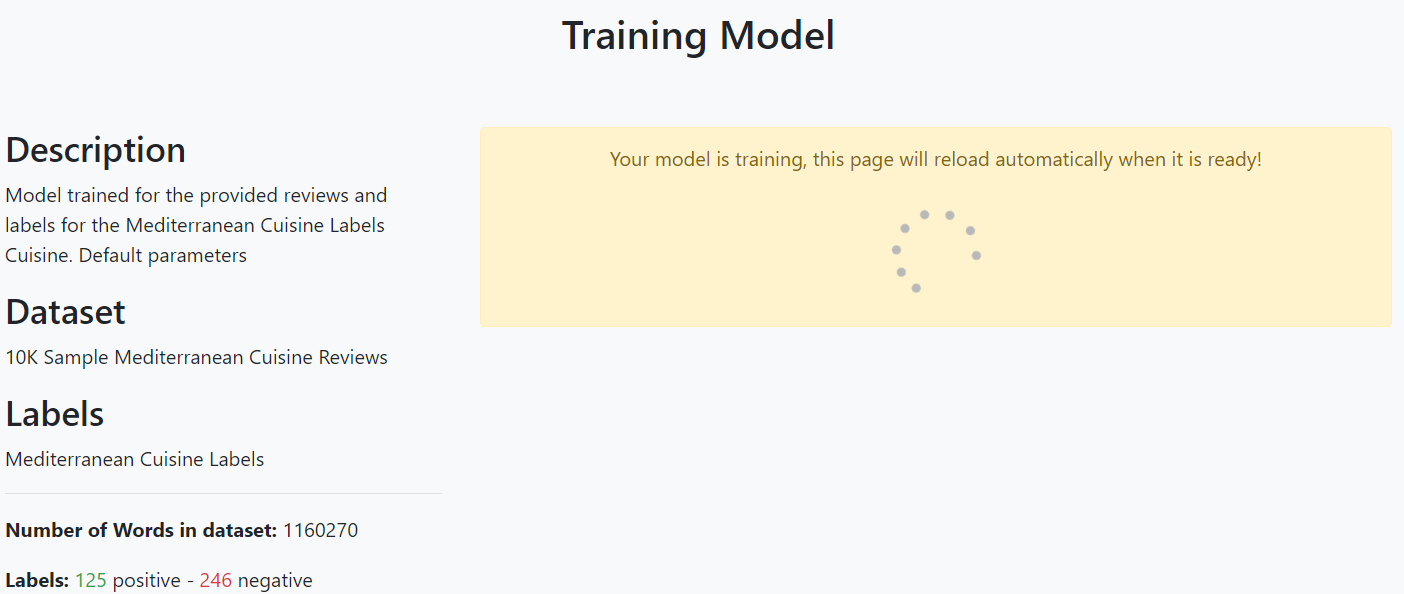 Training Model
Description
Model trained for the provided reviews and
labels for the Mediterranean Cuisine Labels
Cuisine. Default parameters
Dataset
10K Sample Mediterranean Cuisine Reviews
Labels
Mediterranean Cuisine Labels
Number of Words in dataset: 1160270
Labels: 125 positive - 246 negative
Your model is training, this page will reload automatically when it is ready!